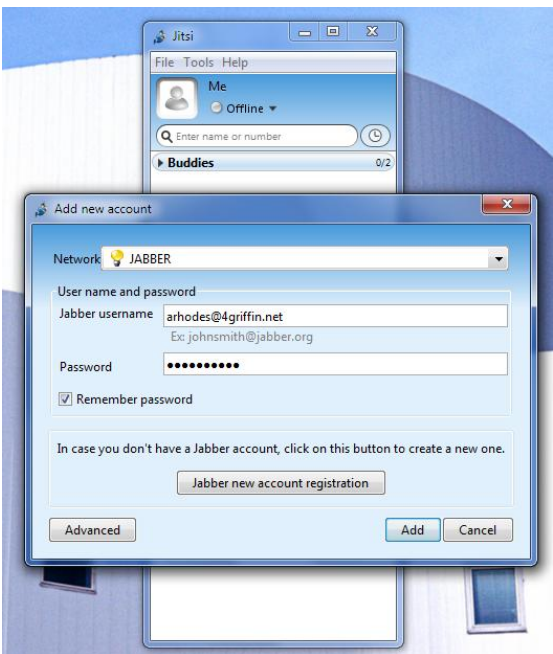 Jitsi
File Tools Help
Me
Offline
Enter name or number
Buddies 0/2
Add new account
Network JABBER
User name and password
Jabber username arhodes@4griffin.net
Ex: johnsmith@jabber.org
Password ••••••••••
Remember password
In case you don't have a Jabber account, click on this button to create a new one.
Jabber new account registration
Advanced Add Cancel